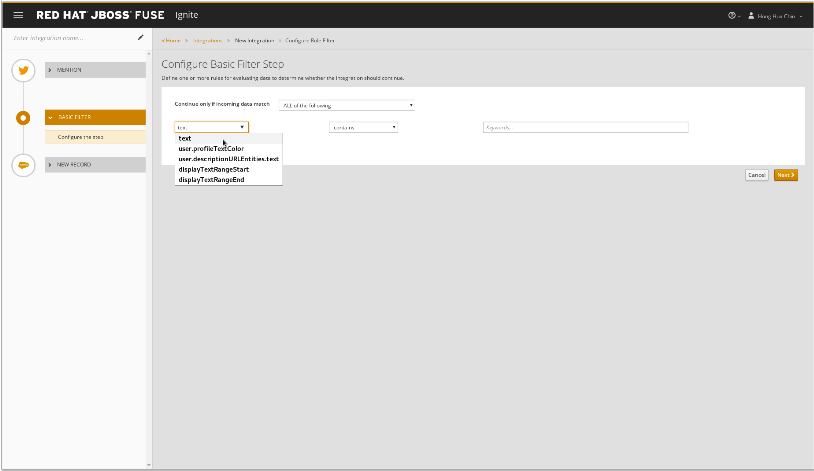 RED HAT® JBOSS® FUSE Ignite
Hong Hua Chin
Enter integration name...
Home > Integrations > New Integration > Configure Rule Filter
MENTION
BASIC FILTER
Configure the step
NEW RECORD
Configure Basic Filter Step
Define one or more rules for evaluating data to determine whether the integration should continue.
Continue only if incoming data match ALL of the following
text contains Keywords...
text
user.profileTextColor
user.descriptionURLEntities.text
displayTextRangeStart
displayTextRangeEnd
Cancel Next